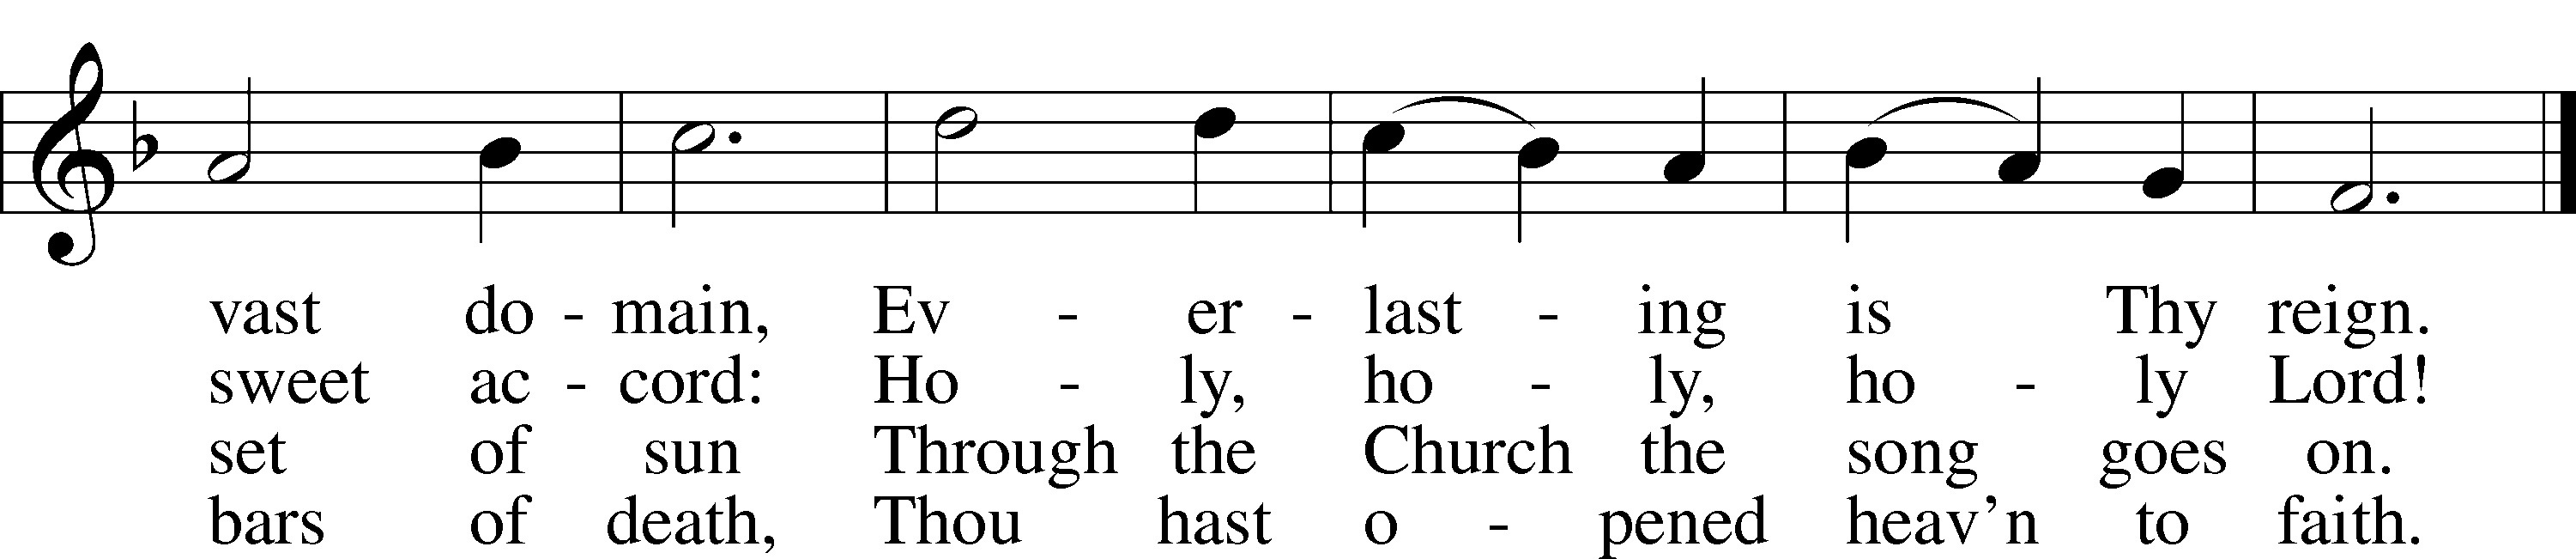 vast do - main, Ev - er - last - ing is Thy reign.
sweet ac - cord: Ho - ly, ho - ly, ho - ly Lord!
set of sun Through the Church the song goes on.
bars of death, Thou hast o - pened heav'n to faith.